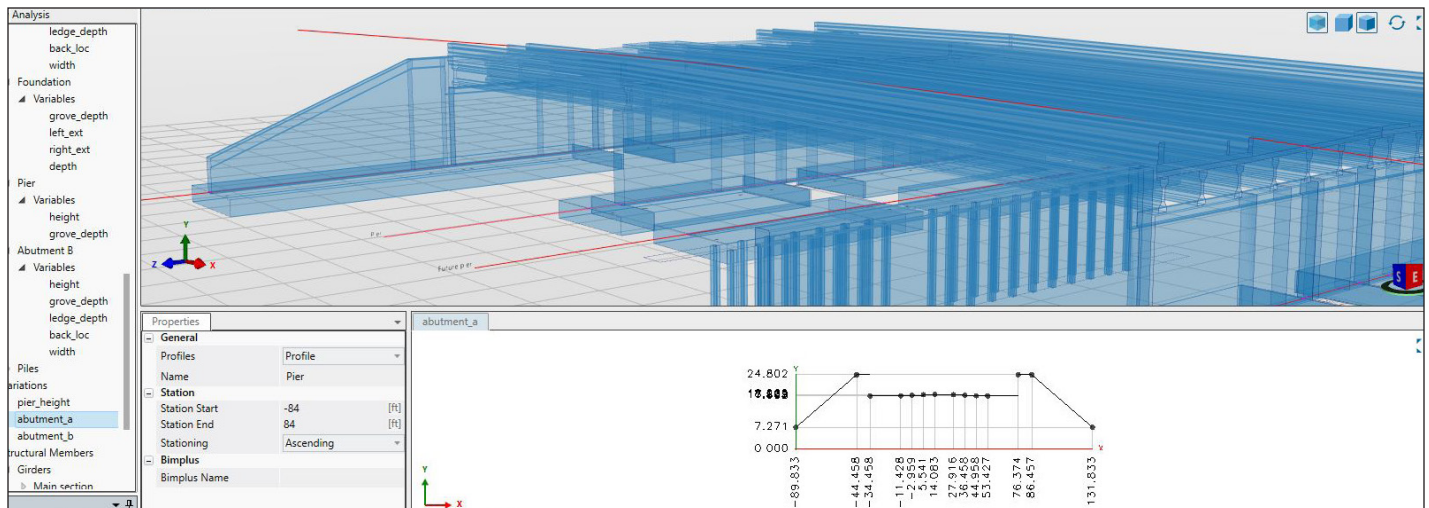 Analysis
ledge_depth
back_loc
width
Foundation
Variables
grove_depth
left_ext
right_ext
depth
Pier
Variables
height
grove_depth
Abutment B
Variables
height
grove_depth
ledge_depth
back_loc
width
Piles
ariations
pier_height
abutment_a
abutment_b
ructural Members
Girders
Main section
Pier
Future pier
Y
Z
X
S
E
Properties
General
Profiles Profile
Name Pier
Station
Station Start -84 [ft]
Station End 84 [ft]
Stationing Ascending
Bimplus
Bimplus Name
abutment_a
Y
X
24.802
7.271
0.000
Y
X
-89.833
-44.458
-34.458
-11.428
-2.959
5.541
14.083
27.916
36.458
44.958
53.427
76.374
86.457
131.833